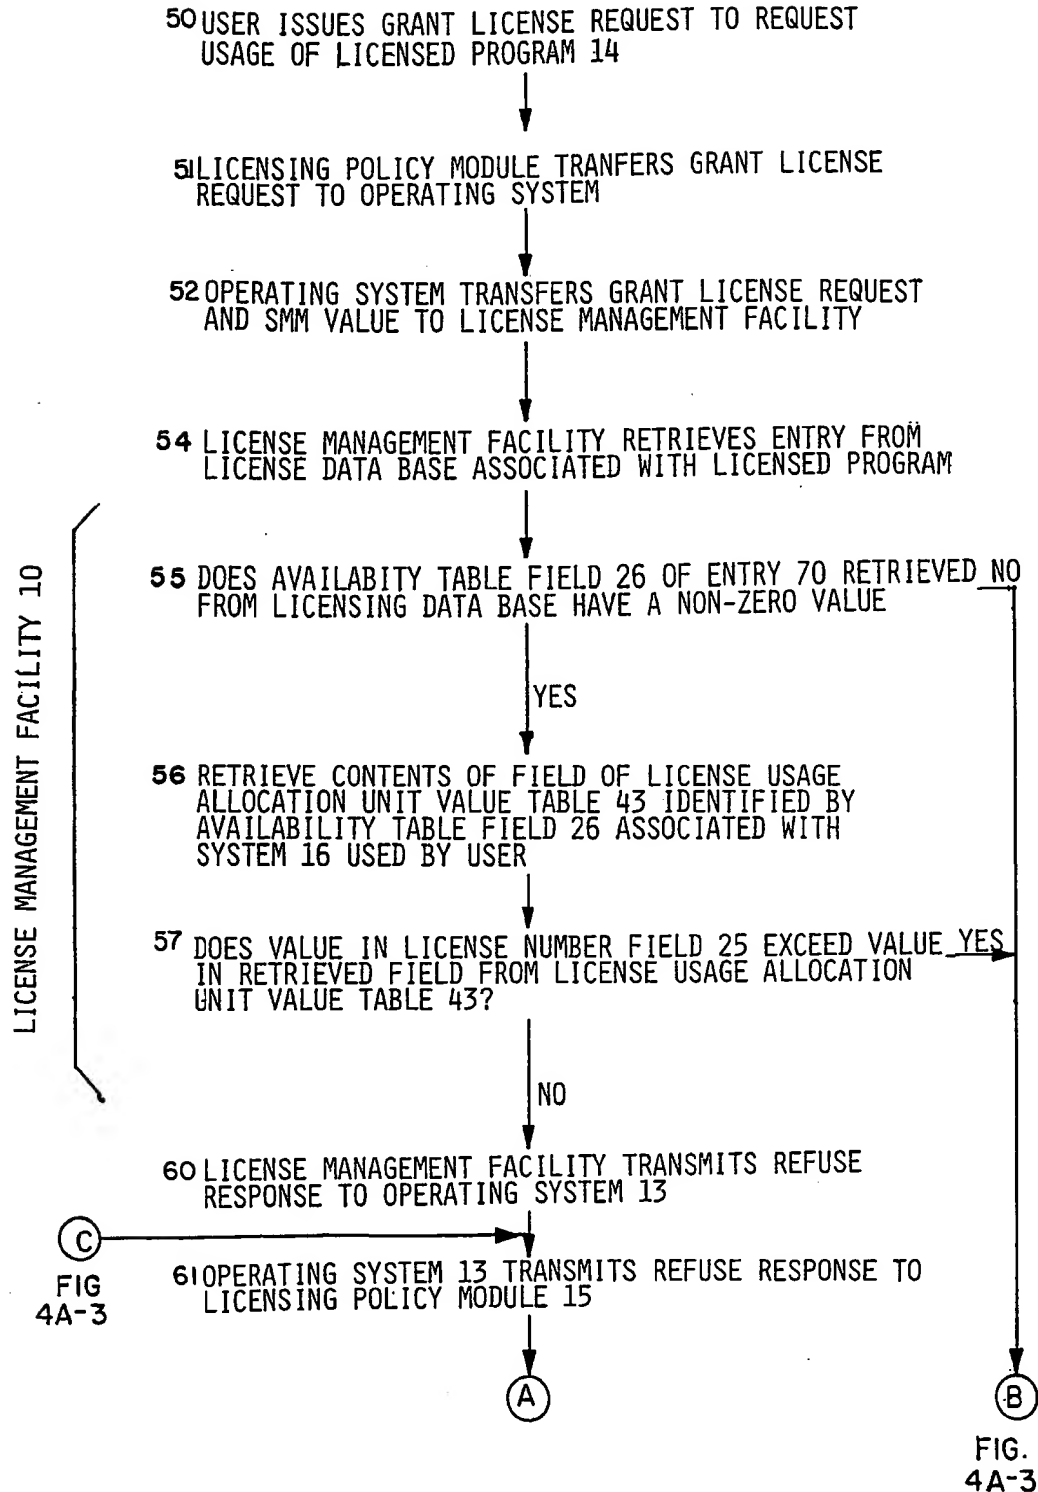 50 USER ISSUES GRANT LICENSE REQUEST TO REQUEST
USAGE OF LICENSED PROGRAM 14
51 LICENSING POLICY MODULE TRANFERS GRANT LICENSE
REQUEST TO OPERATING SYSTEM
52 OPERATING SYSTEM TRANSFERS GRANT LICENSE REQUEST
AND SMM VALUE TO LICENSE MANAGEMENT FACILITY
54 LICENSE MANAGEMENT FACILITY RETRIEVES ENTRY FROM
LICENSE DATA BASE ASSOCIATED WITH LICENSED PROGRAM
LICENSE MANAGEMENT FACILITY 10
55 DOES AVAILABITY TABLE FIELD 26 OF ENTRY 70 RETRIEVED NO
FROM LICENSING DATA BASE HAVE A NON-ZERO VALUE
YES
56 RETRIEVE CONTENTS OF FIELD OF LICENSE USAGE
ALLOCATION UNIT VALUE TABLE 43 IDENTIFIED BY
AVAILABILITY TABLE FIELD 26 ASSOCIATED WITH
SYSTEM 16 USED BY USER
57 DOES VALUE IN LICENSE NUMBER FIELD 25 EXCEED VALUE YES
IN RETRIEVED FIELD FROM LICENSE USAGE ALLOCATION
UNIT VALUE TABLE 43?
NO
60 LICENSE MANAGEMENT FACILITY TRANSMITS REFUSE
RESPONSE TO OPERATING SYSTEM 13
C
FIG
4A-3
61 OPERATING SYSTEM 13 TRANSMITS REFUSE RESPONSE TO
LICENSING POLICY MODULE 15
A
B
FIG.
4A-3